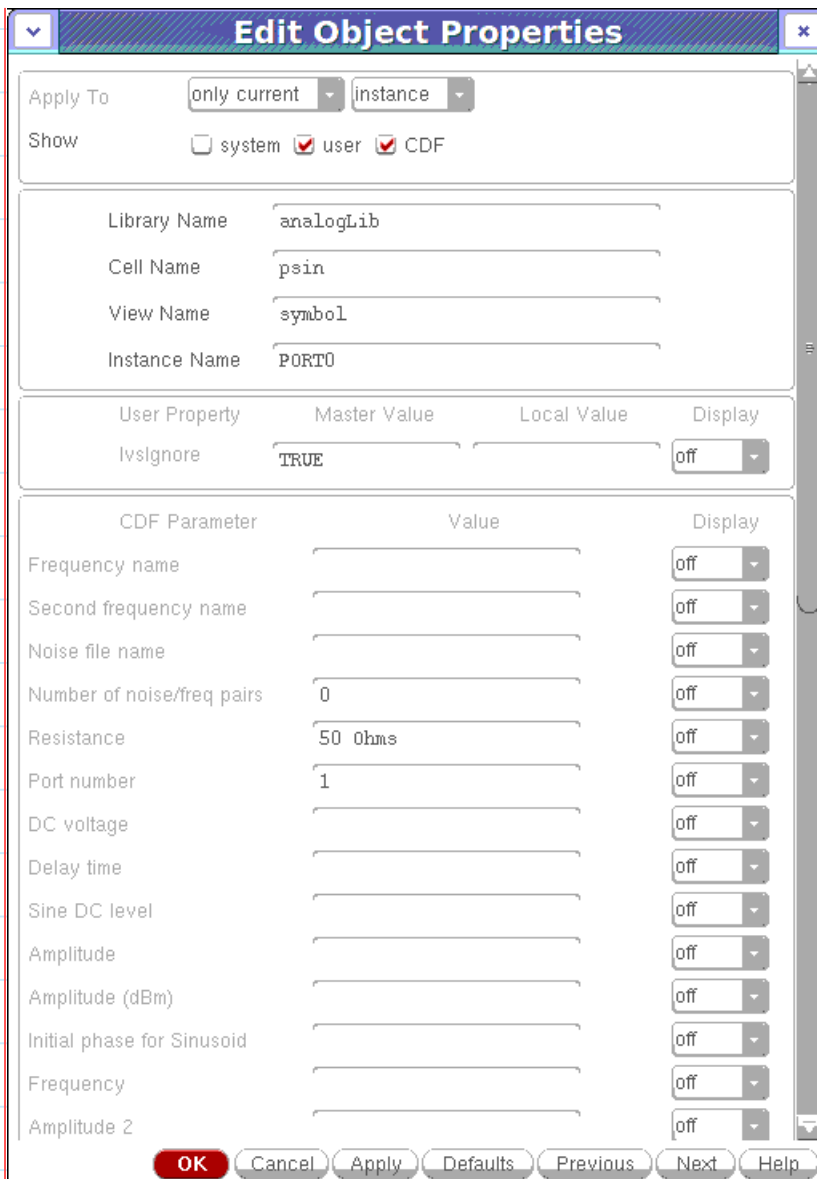 Edit Object Properties
Apply To only current instance
Show system user CDF
Library Name analogLib
Cell Name psin
View Name symbol
Instance Name PORT0
User Property Master Value Local Value Display
lvsIgnore TRUE off
CDF Parameter Value Display
Frequency name off
Second frequency name off
Noise file name off
Number of noise/freq pairs 0 off
Resistance 50 Ohms off
Port number 1 off
DC voltage off
Delay time off
Sine DC level off
Amplitude off
Amplitude (dBm) off
Initial phase for Sinusoid off
Frequency off
Amplitude 2 off
OK Cancel Apply Defaults Previous Next Help